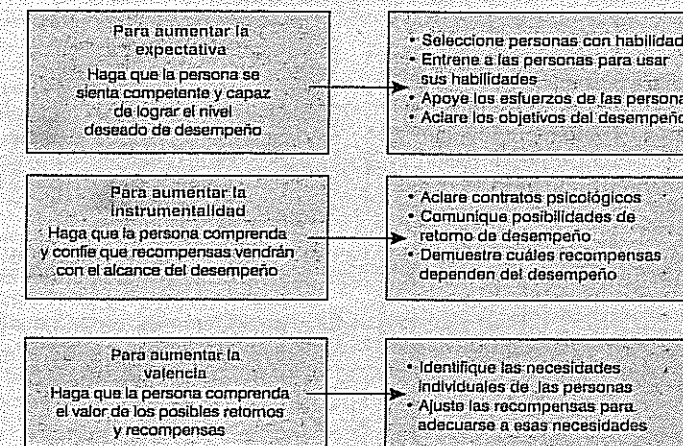 Para aumentar la
expectativa
Haga que la persona se
sienta competente y capaz
de lograr el nivel
deseado de desempeño
• Seleccione personas con habilidad
• Entrene a las personas para usar
sus habilidades
• Apoye los esfuerzos de las persona
• Aclare los objetivos del desempeño
Para aumentar la
instrumentalidad
Haga que la persona comprenda
y confíe que recompensas vendrán
con el alcance del desempeño
• Aclare contratos psicológicos
• Comunique posibilidades de
retorno de desempeño
• Demuestre cuáles recompensas
dependen del desempeño
Para aumentar la
valencia
Haga que la persona comprenda
el valor de los posibles retornos
y recompensas
• Identifique las necesidades
individuales de las personas
• Ajuste las recompensas para
adecuarse a esas necesidades